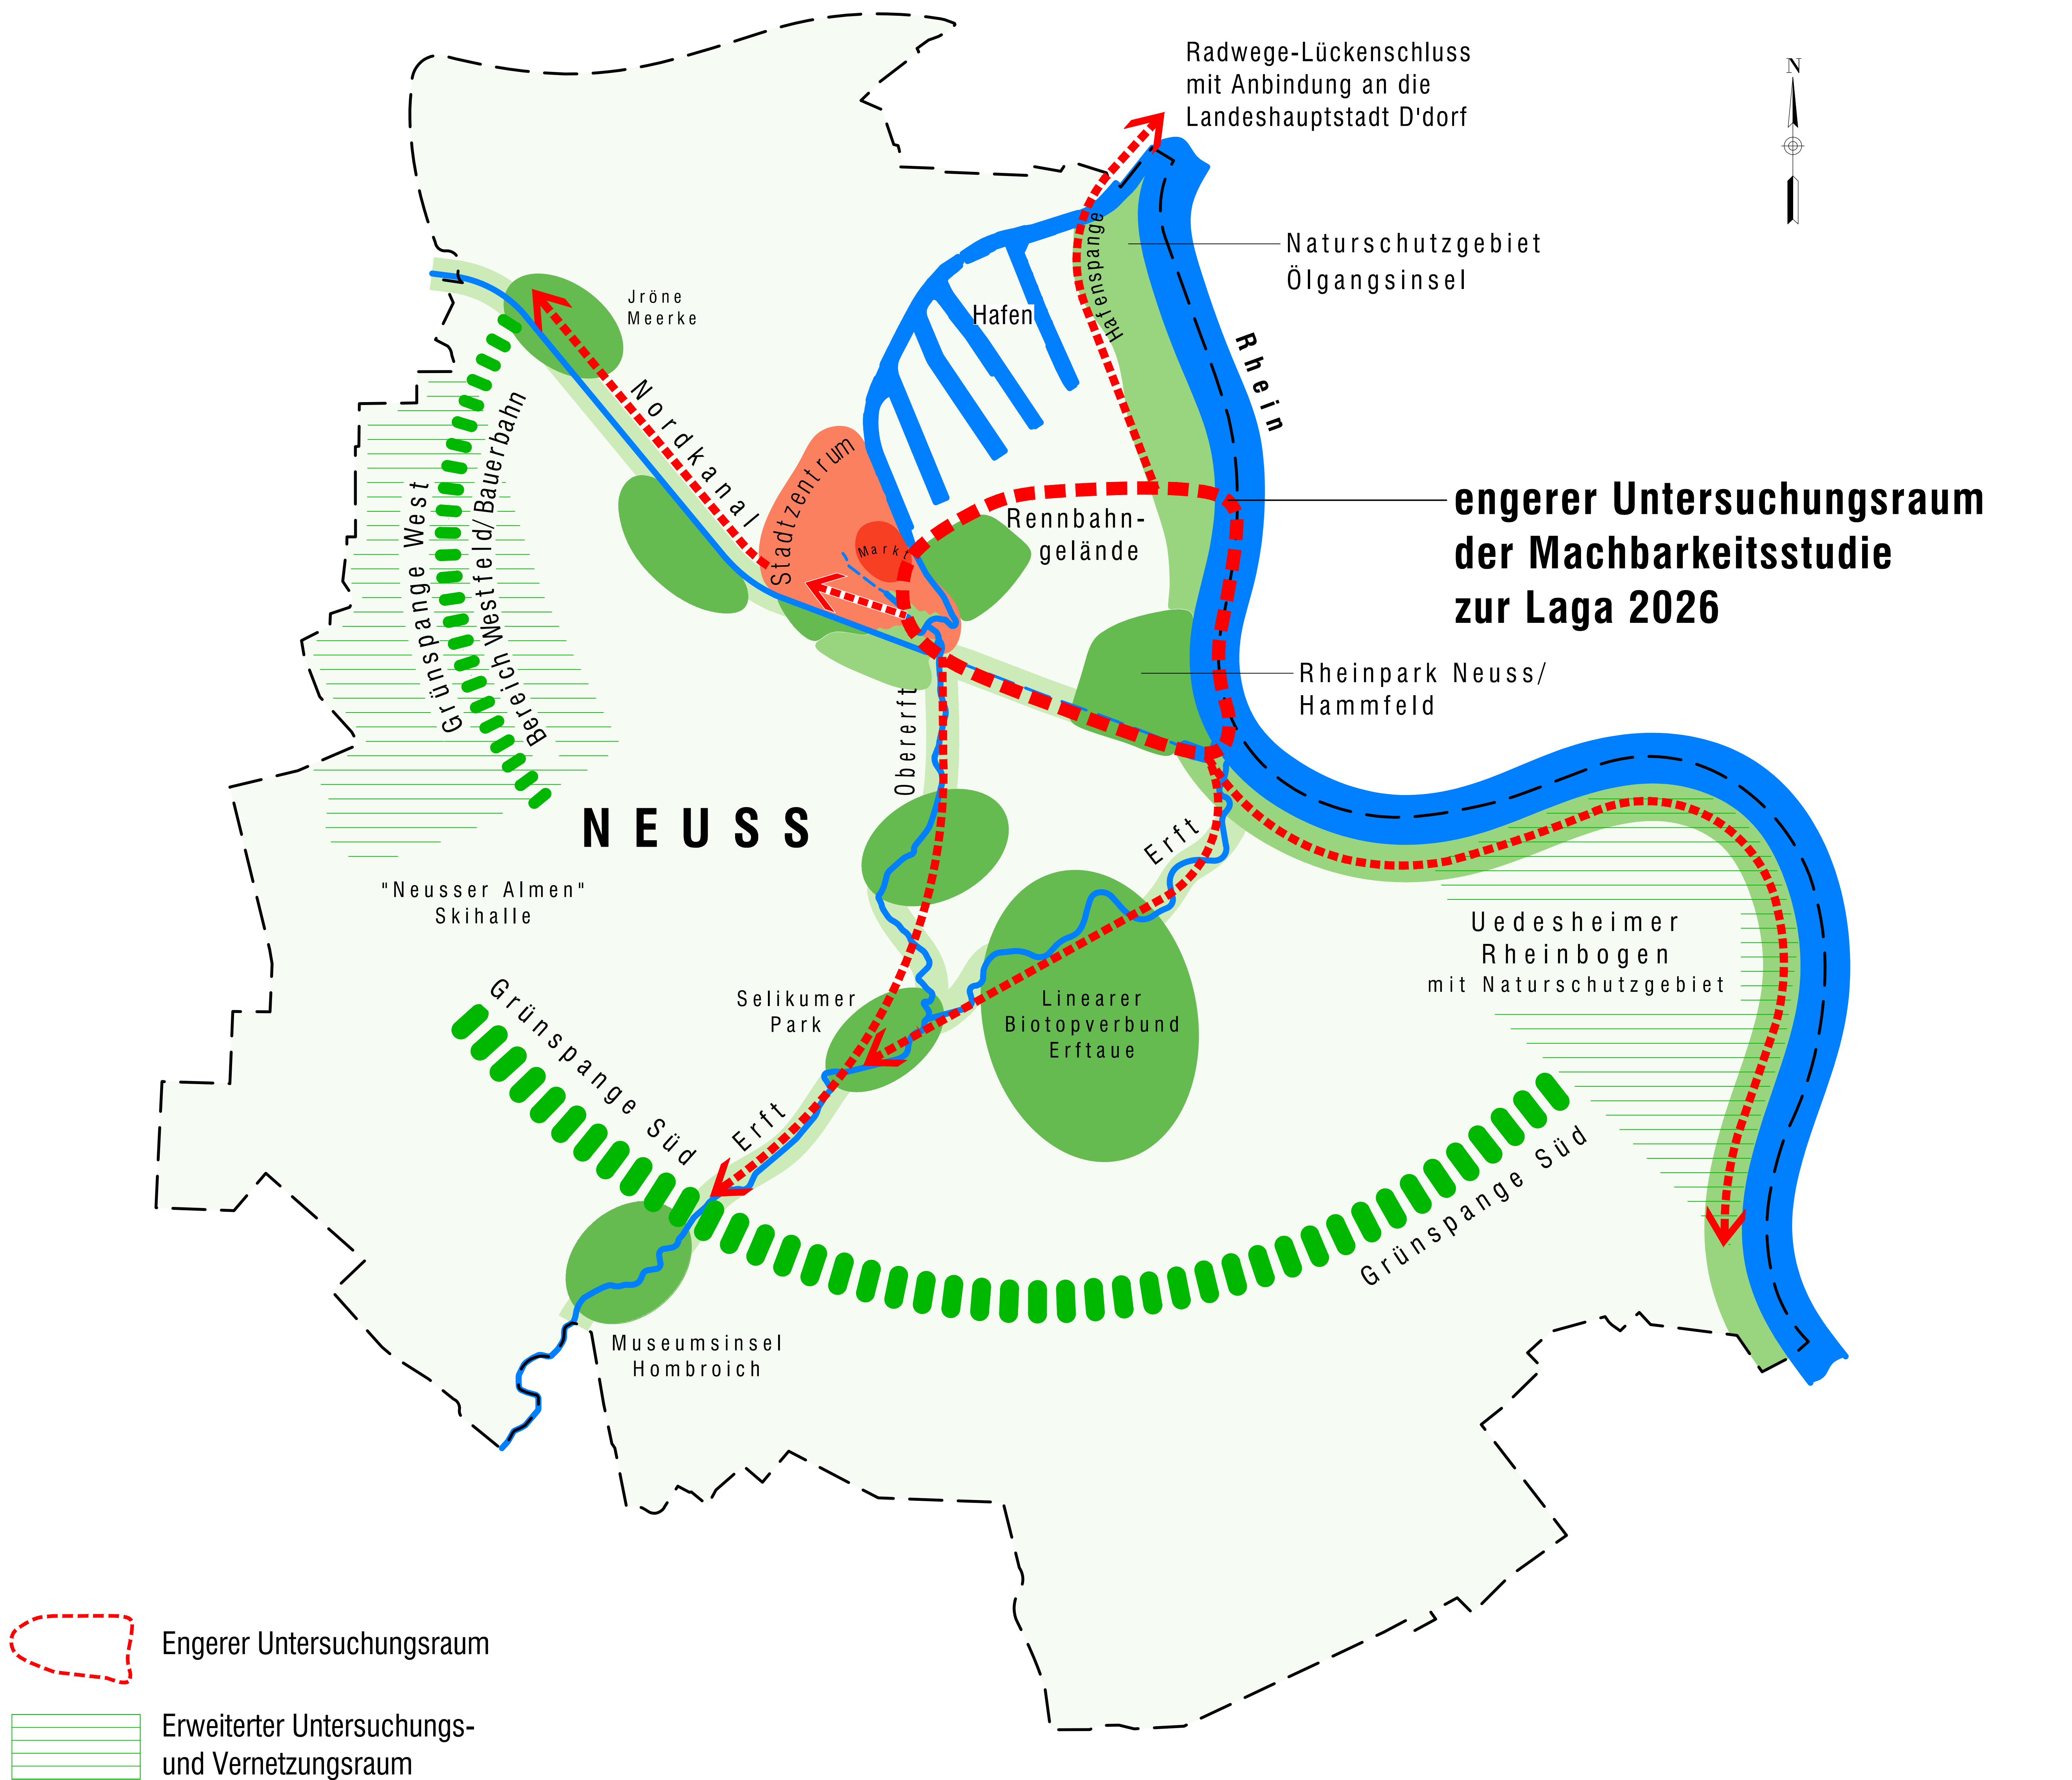 Radwege-Lückenschluss
mit Anbindung an die
Landeshauptstadt D'dorf
N
Naturschutzgebiet
Ölgangsinsel
Hafenspange
Hafen
Rhein
Jröne
Meerke
Nordkanal
Stadtzentrum
Markt
Rennbahn-
gelände
engerer Untersuchungsraum
der Machbarkeitsstudie
zur Laga 2026
Grünspange West
Bereich Westfeld/Bauerbahn
Rheinpark Neuss/
Hammfeld
Obererft
NEUSS
Erft
"Neusser Almen"
Skihalle
Uedesheimer
Rheinbogen
mit Naturschutzgebiet
Selikumer
Park
Linearer
Biotopverbund
Erftaue
Grünspange Süd
Erft
Grünspange Süd
Museumsinsel
Hombroich
Engerer Untersuchungsraum
Erweiterter Untersuchungs-
und Vernetzungsraum